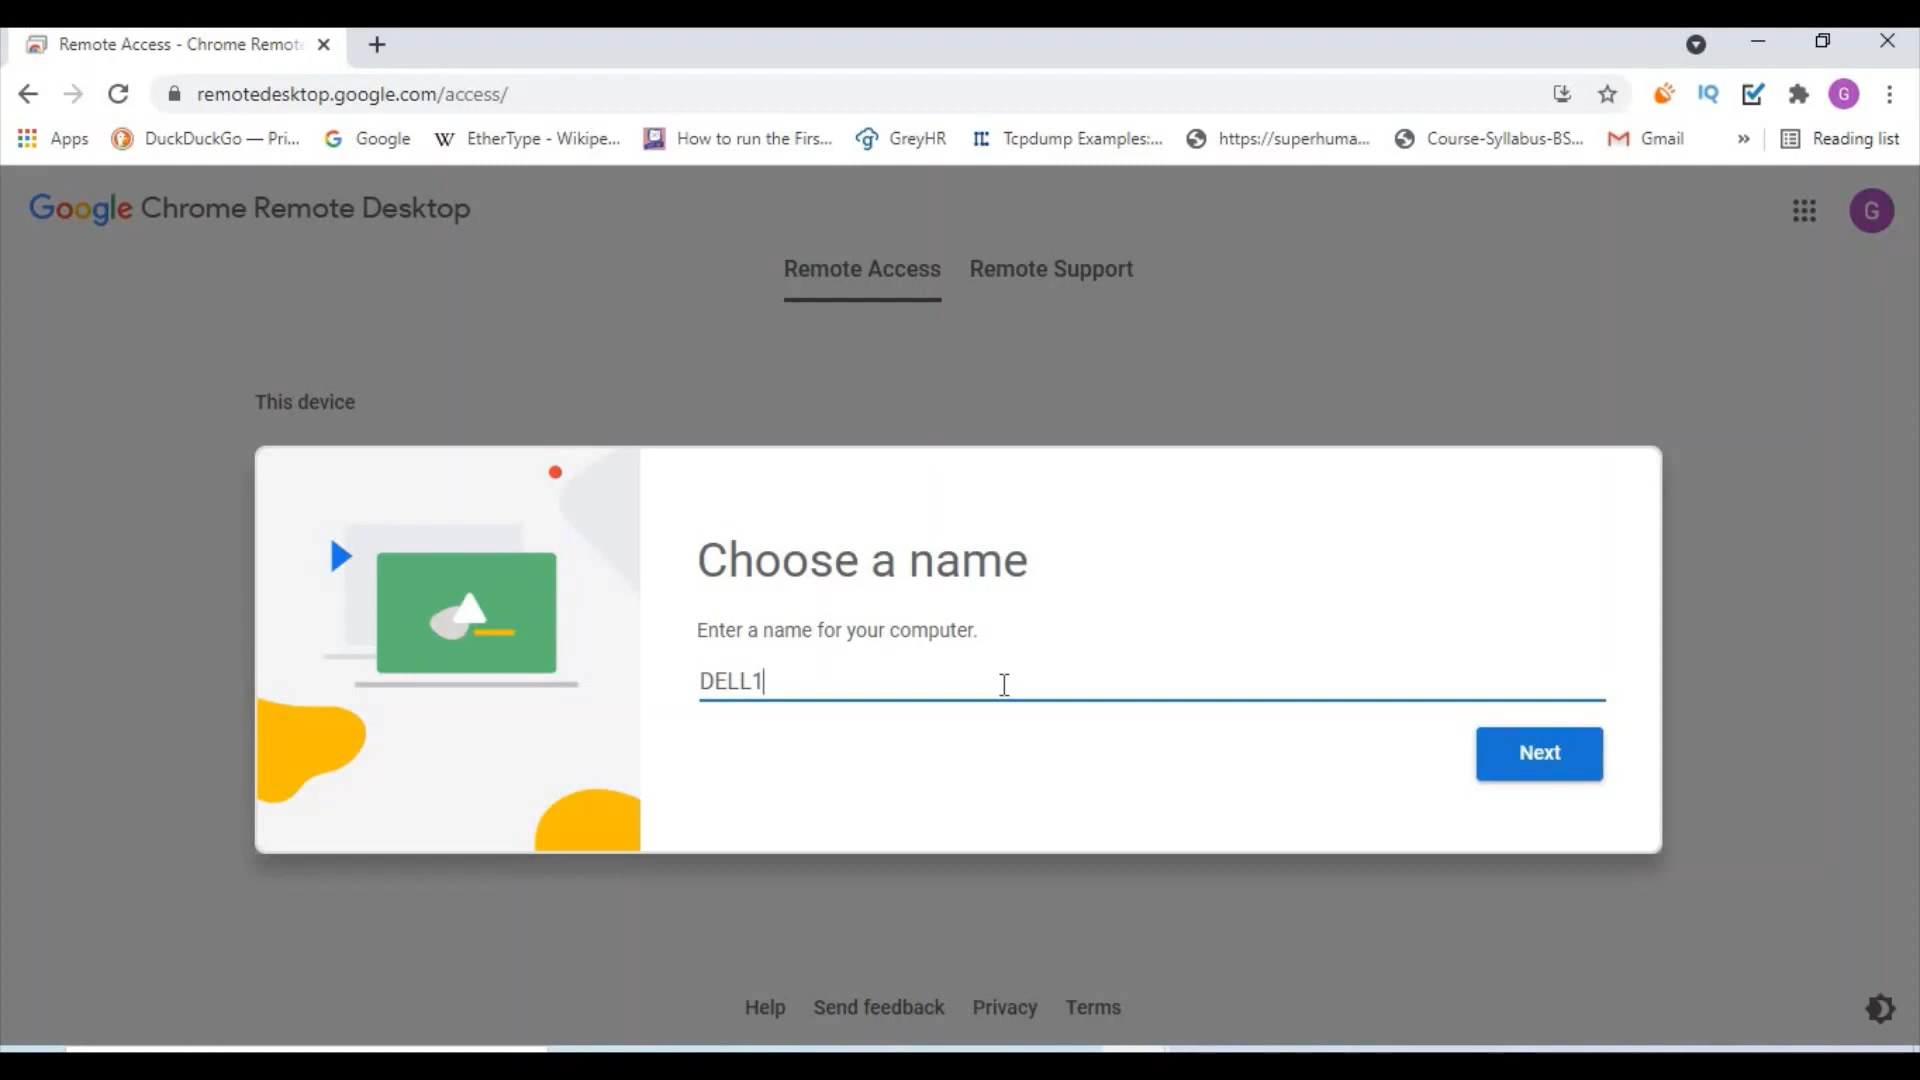 Remote Access - Chrome Remot
remotedesktop.google.com/access/
IQ
G
Apps
DuckDuckGo — Pri...
G Google
W EtherType - Wikipe...
How to run the Firs...
GreyHR
Tcpdump Examples:...
https://superhuma...
Course-Syllabus-BS...
Gmail
»
Reading list
Google Chrome Remote Desktop
G
Remote Access Remote Support
This device
Choose a name
Enter a name for your computer.
DELL1
Next
Help Send feedback Privacy Terms